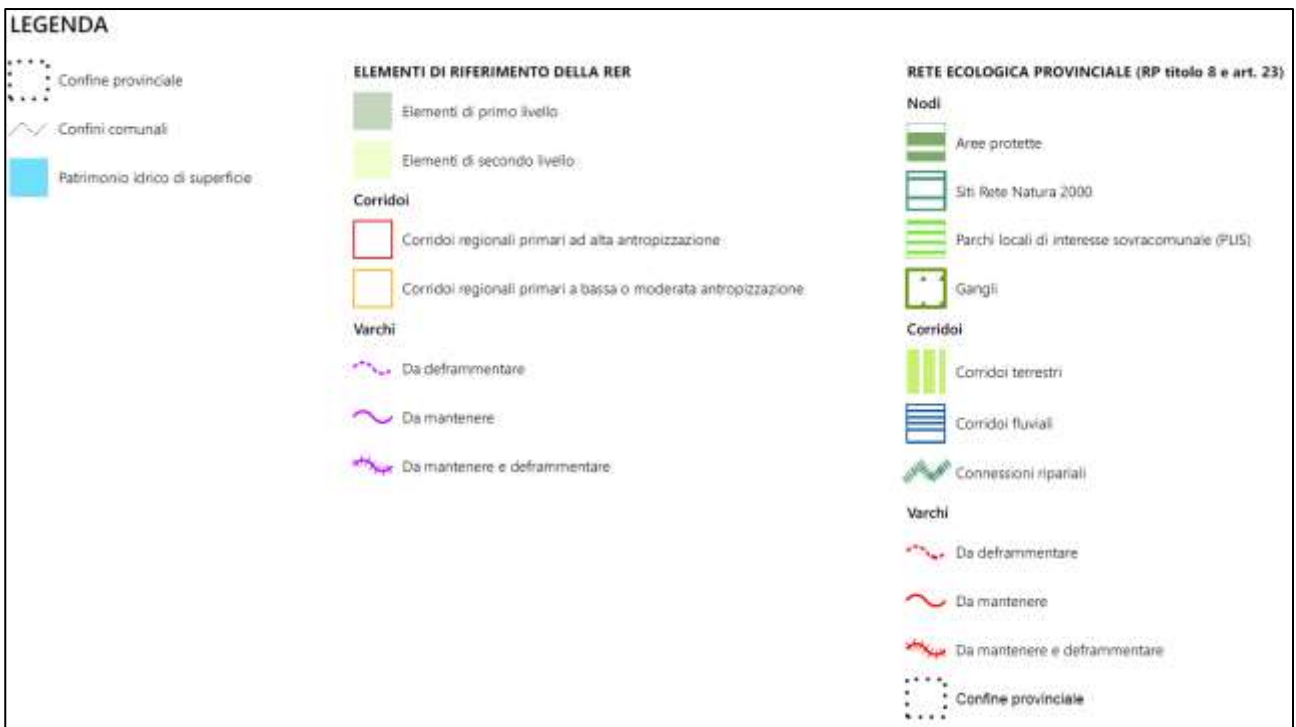 LEGENDA
Confine provinciale
Confini comunali
Patrimonio idrico di superficie
ELEMENTI DI RIFERIMENTO DELLA RER
Elementi di primo livello
Elementi di secondo livello
Corridoi
Corridoi regionali primari ad alta antropizzazione
Corridoi regionali primari a bassa o moderata antropizzazione
Varchi
Da deframmentare
Da mantenere
Da mantenere e deframmentare
RETE ECOLOGICA PROVINCIALE (RP titolo 8 e art. 23)
Nodi
Aree protette
Siti Rete Natura 2000
Parchi locali di interesse sovracomunale (PLIS)
Gangli
Corridoi
Corridoi terrestri
Corridoi fluviali
Connessioni ripariali
Varchi
Da deframmentare
Da mantenere
Da mantenere e deframmentare
Confine provinciale